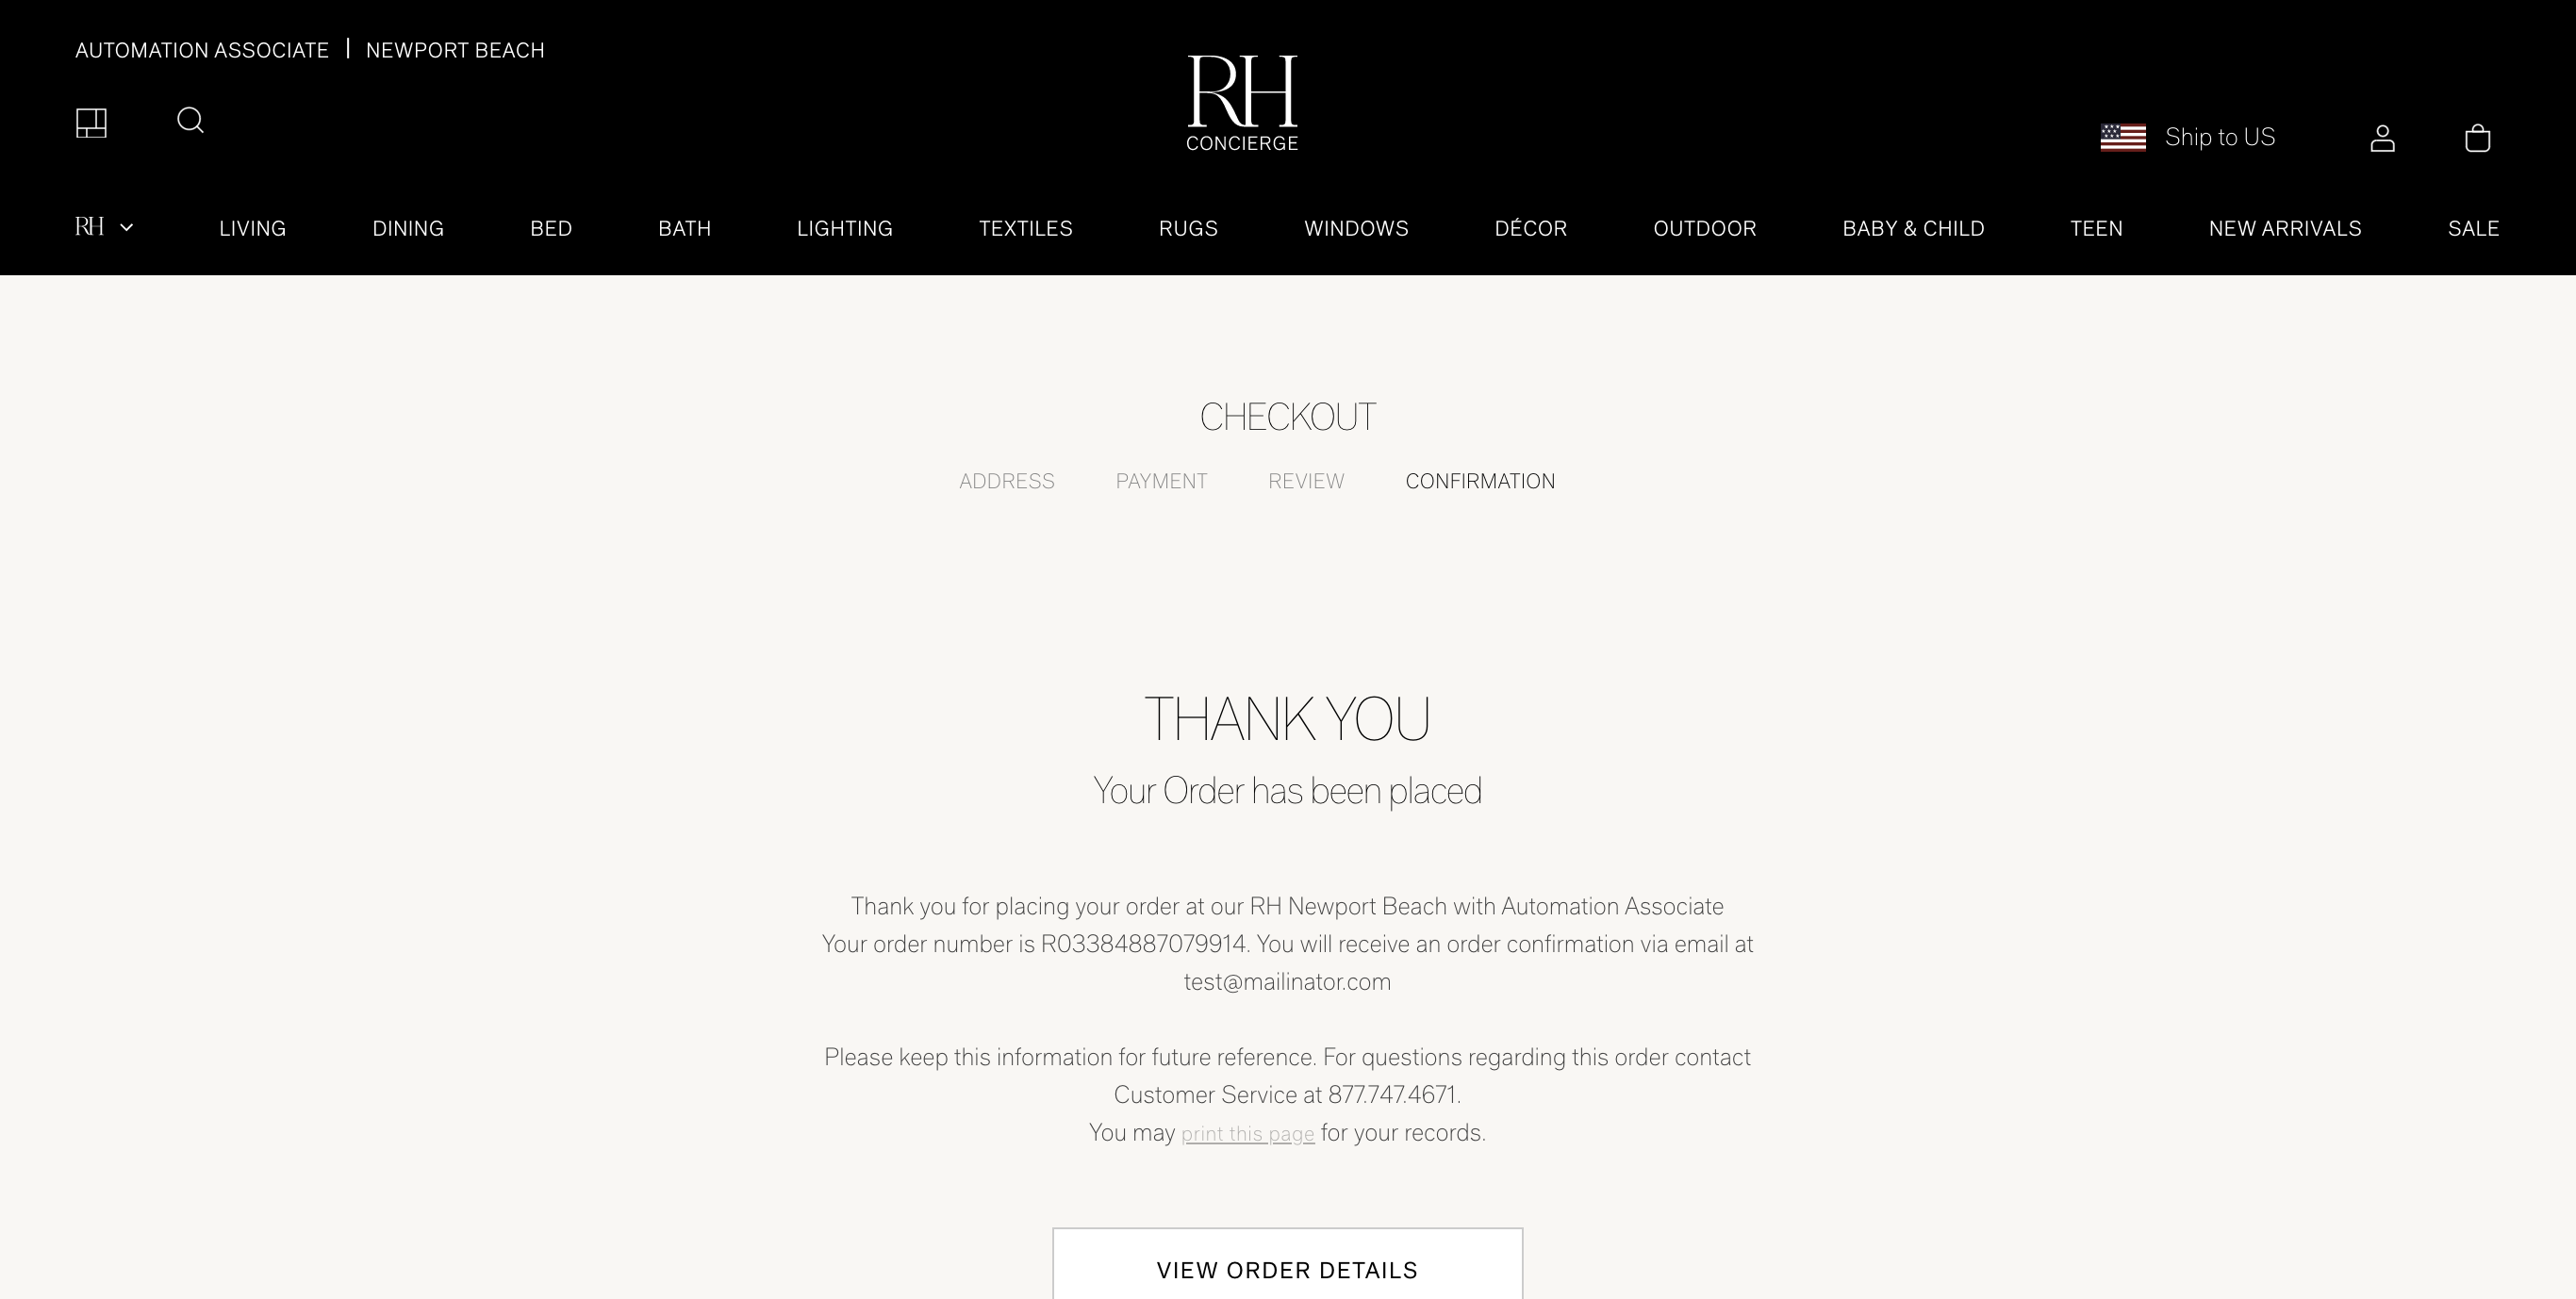 AUTOMATION ASSOCIATE | NEWPORT BEACH
RH
CONCIERGE
Ship to US
RH LIVING DINING BED BATH LIGHTING TEXTILES RUGS WINDOWS DÉCOR OUTDOOR BABY & CHILD TEEN NEW ARRIVALS SALE
CHECKOUT
ADDRESS PAYMENT REVIEW CONFIRMATION
THANK YOU
Your Order has been placed
Thank you for placing your order at our RH Newport Beach with Automation Associate
Your order number is R03384887079914. You will receive an order confirmation via email at
test@mailinator.com
Please keep this information for future reference. For questions regarding this order contact
Customer Service at 877.747.4671.
You may print this page for your records.
VIEW ORDER DETAILS